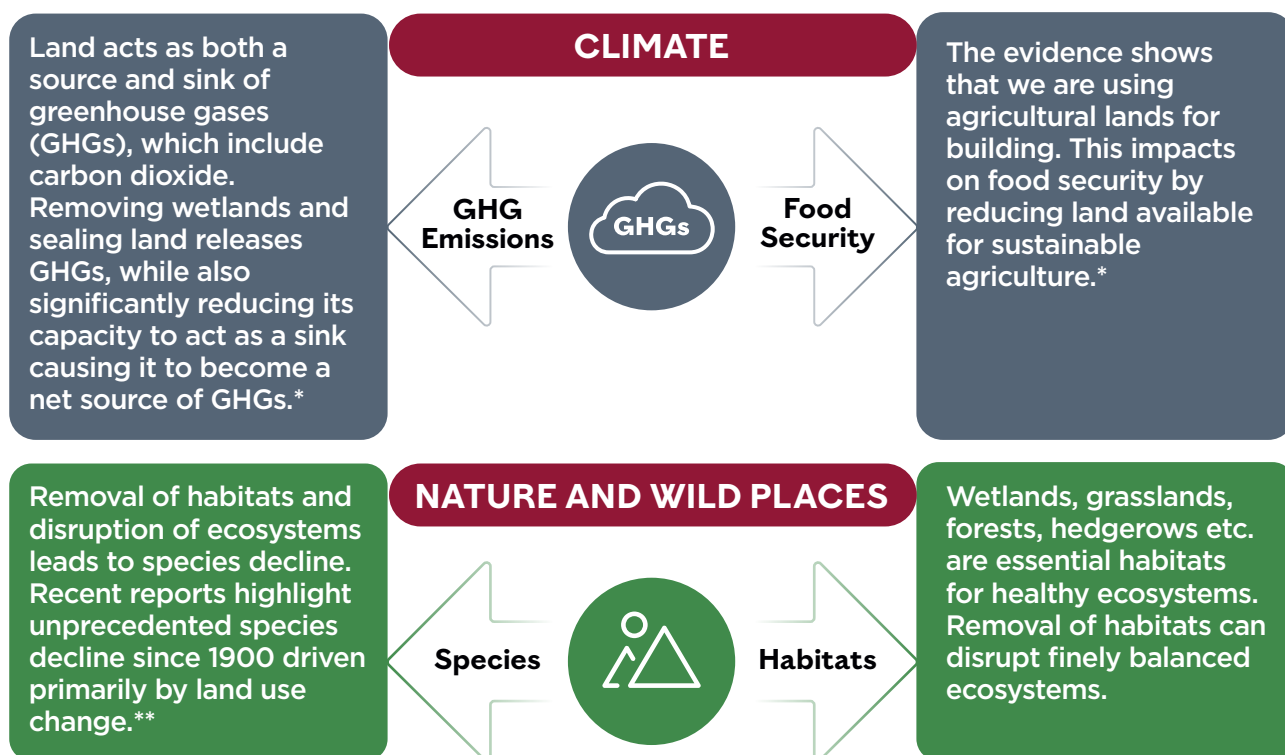 CLIMATE
Land acts as both a
source and sink of
greenhouse gases
(GHGs), which include
carbon dioxide.
Removing wetlands and
sealing land releases
GHGs, while also
significantly reducing its
capacity to act as a sink
causing it to become a
net source of GHGs.*
GHG
Emissions
GHGs
Food
Security
The evidence shows
that we are using
agricultural lands for
building. This impacts
on food security by
reducing land available
for sustainable
agriculture.*
NATURE AND WILD PLACES
Removal of habitats and
disruption of ecosystems
leads to species decline.
Recent reports highlight
unprecedented species
decline since 1900 driven
primarily by land use
change.**
Species
Habitats
Wetlands, grasslands,
forests, hedgerows etc.
are essential habitats
for healthy ecosystems.
Removal of habitats can
disrupt finely balanced
ecosystems.